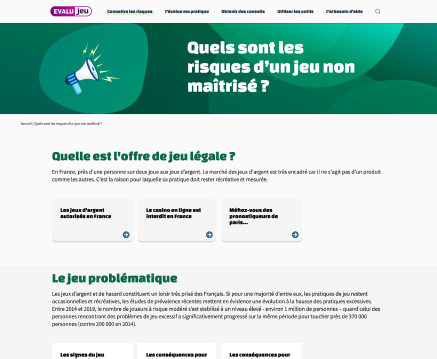 EVALU jeu
Connaître les risques J'évalue ma pratique Obtenir des conseils Utiliser les outils J'ai besoin d'aide
Quels sont les
risques d'un jeu non
maîtrisé ?
Accueil / Quels sont les risques d'un jeu non maîtrisé ?
Quelle est l'offre de jeu légale ?
En France, près d'une personne sur deux joue aux jeux d'argent. Le marché des jeux d'argent est très encadré car il ne s'agit pas d'un produit
comme les autres. C'est la raison pour laquelle sa pratique doit rester récréative et mesurée.
Les jeux d'argent
autorisés en France
Le casino en ligne est
interdit en France
Méfiez-vous des
pronostiqueurs de
paris...
Le jeu problématique
Les jeux d'argent et de hasard constituent un loisir très prisé des Français. Si pour une majorité d'entre eux, les pratiques de jeu restent
occasionnelles et récréatives, les études de prévalence récentes mettent en évidence une évolution à la hausse des pratiques excessives.
Entre 2014 et 2019, le nombre de joueurs à risque modéré s'est stabilisé à un niveau élevé - environ 1 million de personnes – quand celui des
personnes rencontrant des problèmes de jeu excessif a significativement progressé sur la même période pour toucher près de 370 000
personnes (contre 200 000 en 2014).
Les signes du jeu
Les conséquences pour
Les conséquences pour